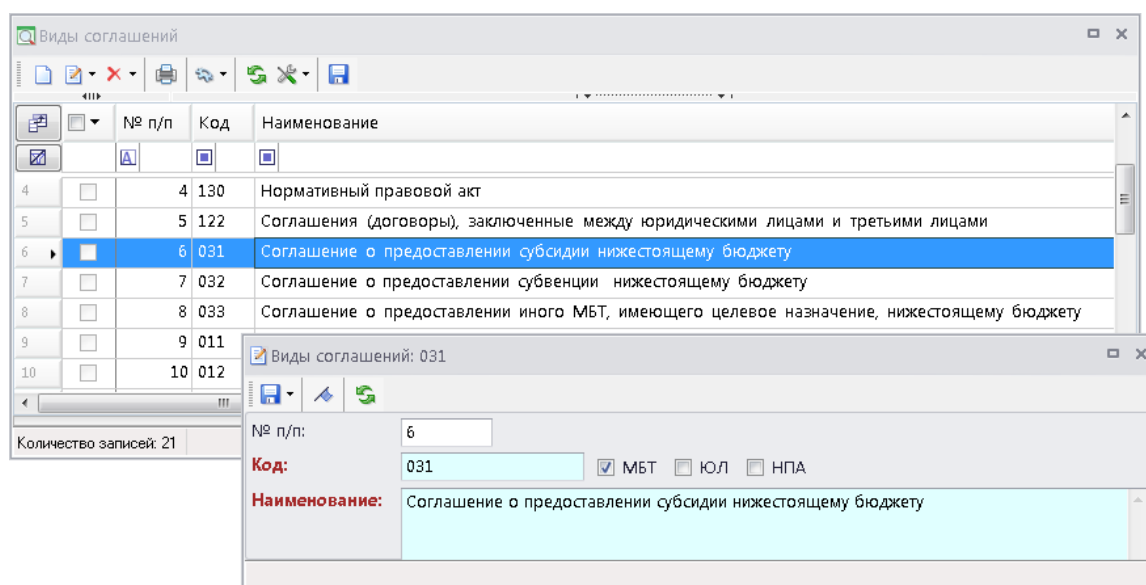 Виды соглашений
№ п/п Код Наименование
4 4 130 Нормативный правовой акт
5 5 122 Соглашения (договоры), заключенные между юридическими лицами и третьими лицами
6 6 031 Соглашение о предоставлении субсидии нижестоящему бюджету
7 7 032 Соглашение о предоставлении субвенции нижестоящему бюджету
8 8 033 Соглашение о предоставлении иного МБТ, имеющего целевое назначение, нижестоящему бюджету
9 9 011
10 10 012
Количество записей: 21
Виды соглашений: 031
№ п/п: 6
Код: 031 МБТ ЮЛ НПА
Наименование: Соглашение о предоставлении субсидии нижестоящему бюджету